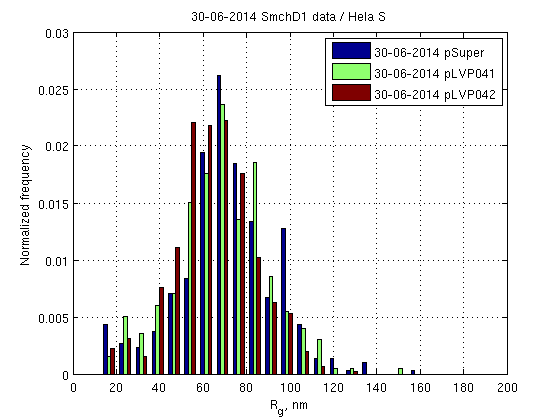 30-06-2014 SmchD1 data / Hela S
0.03
30-06-2014 pSuper
30-06-2014 pLVP041
30-06-2014 pLVP042
0.025
0.02
0.015
0.01
0.005
0
Normalized frequency
0 20 40 60 80 100 120 140 160 180 200
Rg, nm